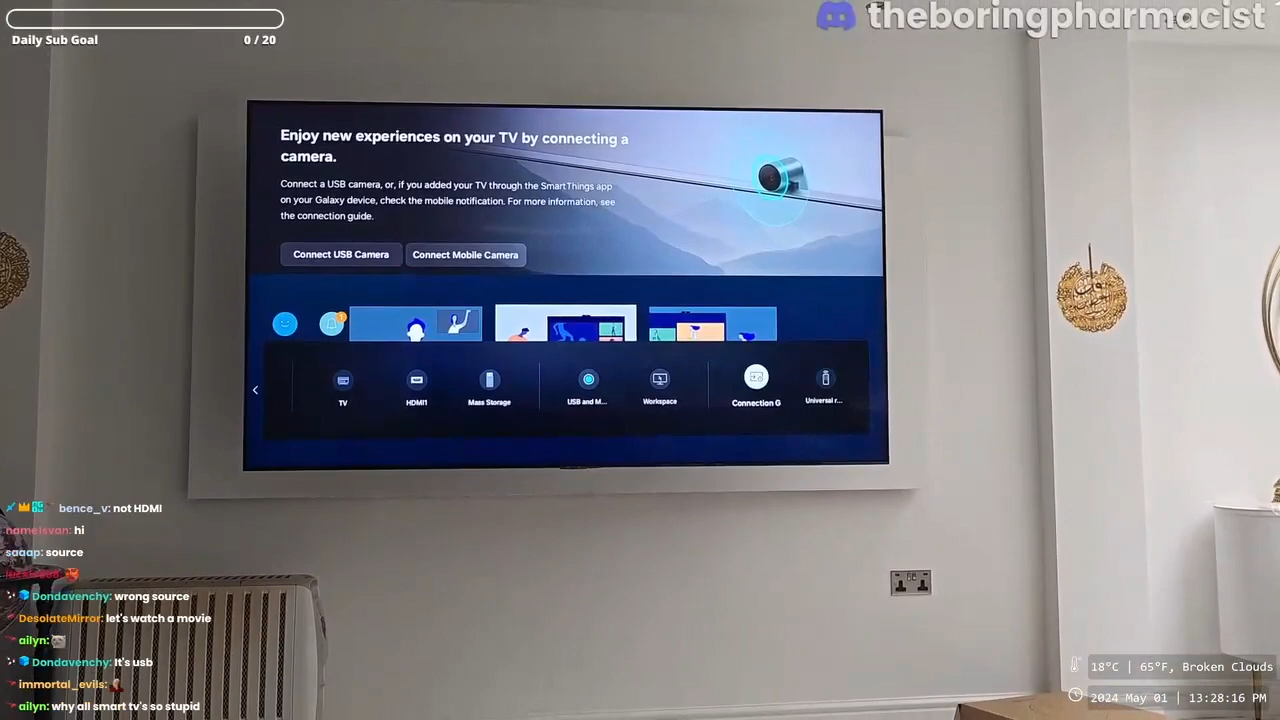 Daily Sub Goal
0 / 20
theboringpharmacist
Enjoy new experiences on your TV by connecting a
camera.
Connect a USB camera, or, if you added your TV through the SmartThings app
on your Galaxy device, check the mobile notification. For more information, see
the connection guide.
Connect USB Camera
Connect Mobile Camera
1
TV
HDMI1
Mass Storage
USB and M...
Workspace
Connection G
Universal r...
bence_v: not HDMI
name1svan: hi
saaap: source
Dondavenchy: wrong source
DesolateMirror: let's watch a movie
ailyn:
Dondavenchy: It's usb
immortal_evils:
ailyn: why all smart tv's so stupid
18°C | 65°F, Broken Clouds
2024 May 01 | 13:28:16 PM